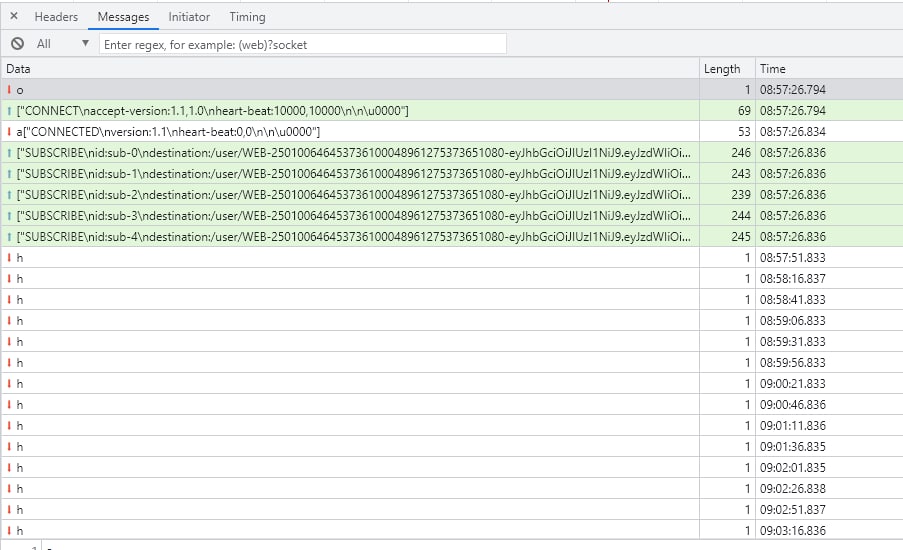 × Headers Messages Initiator Timing
All ▼ Enter regex, for example: (web)?socket
Data Length Time
o 1 08:57:26.794
["CONNECT\naccept-version:1.1,1.0\nheart-beat:10000,10000\n\n\u0000"] 69 08:57:26.794
a["CONNECTED\nversion:1.1\nheart-beat:0,0\n\n\u0000"] 53 08:57:26.834
["SUBSCRIBE\nid:sub-0\ndestination:/user/WEB-25010064645373610004896127537365​1080-eyJhbGciOiJIUzI1NiJ9.eyJzdWIiOi... 246 08:57:26.836
["SUBSCRIBE\nid:sub-1\ndestination:/user/WEB-250100646453736100048961275373651080-eyJhbGciOiJIUzI1NiJ9.eyJzdWIiOi... 243 08:57:26.836
["SUBSCRIBE\nid:sub-2\ndestination:/user/WEB-250100646453736100048961275373651080-eyJhbGciOiJIUzI1NiJ9.eyJzdWIiOi... 239 08:57:26.836
["SUBSCRIBE\nid:sub-3\ndestination:/user/WEB-250100646453736100048961275373651080-eyJhbGciOiJIUzI1NiJ9.eyJzdWIiOi... 244 08:57:26.836
["SUBSCRIBE\nid:sub-4\ndestination:/user/WEB-250100646453736100048961275373651080-eyJhbGciOiJIUzI1NiJ9.eyJzdWIiOi... 245 08:57:26.836
h 1 08:57:51.833
h 1 08:58:16.837
h 1 08:58:41.833
h 1 08:59:06.833
h 1 08:59:31.833
h 1 08:59:56.833
h 1 09:00:21.833
h 1 09:00:46.836
h 1 09:01:11.836
h 1 09:01:36.835
h 1 09:02:01.835
h 1 09:02:26.838
h 1 09:02:51.837
h 1 09:03:16.836